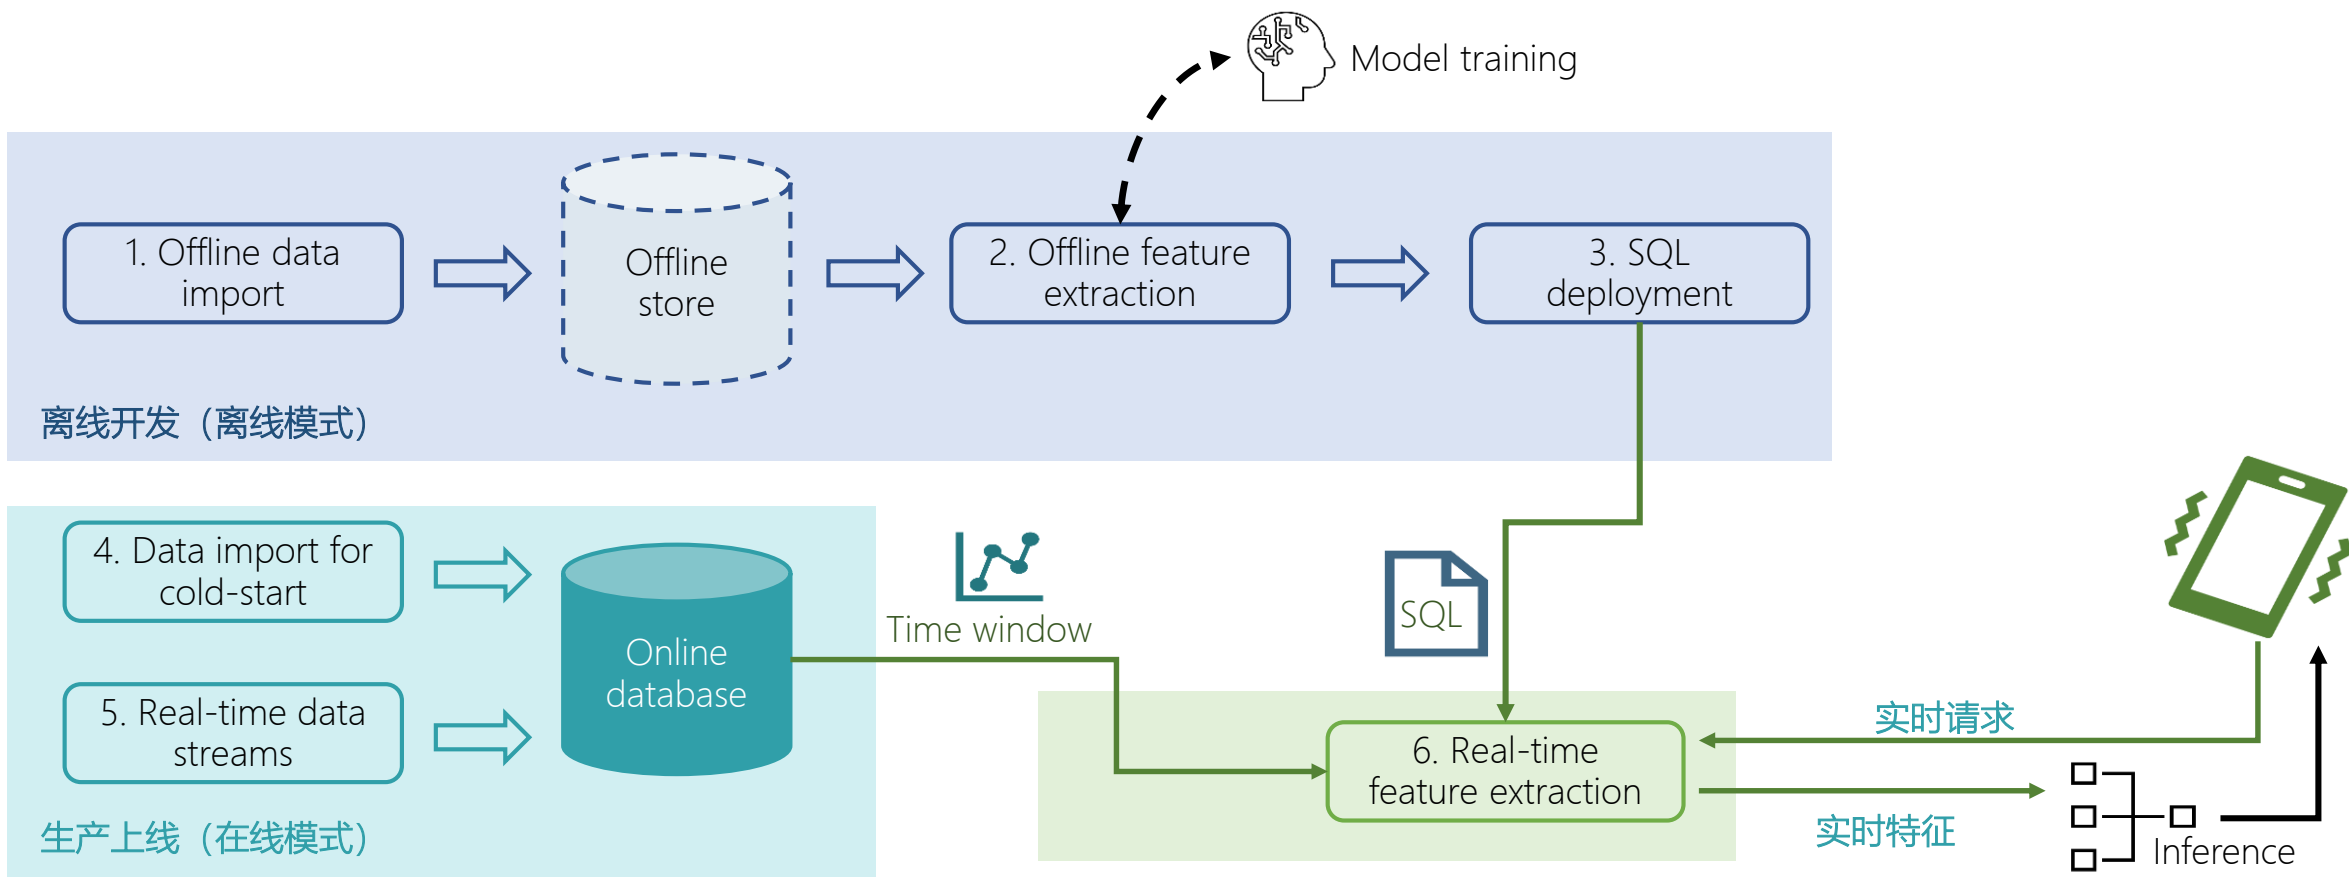 Model training
1. Offline data
import
Offline
store
2. Offline feature
extraction
3. SQL
deployment
离线开发（离线模式）
4. Data import for
cold-start
5. Real-time data
streams
Online
database
生产上线（在线模式）
Time window
SQL
6. Real-time
feature extraction
实时请求
实时特征
Inference